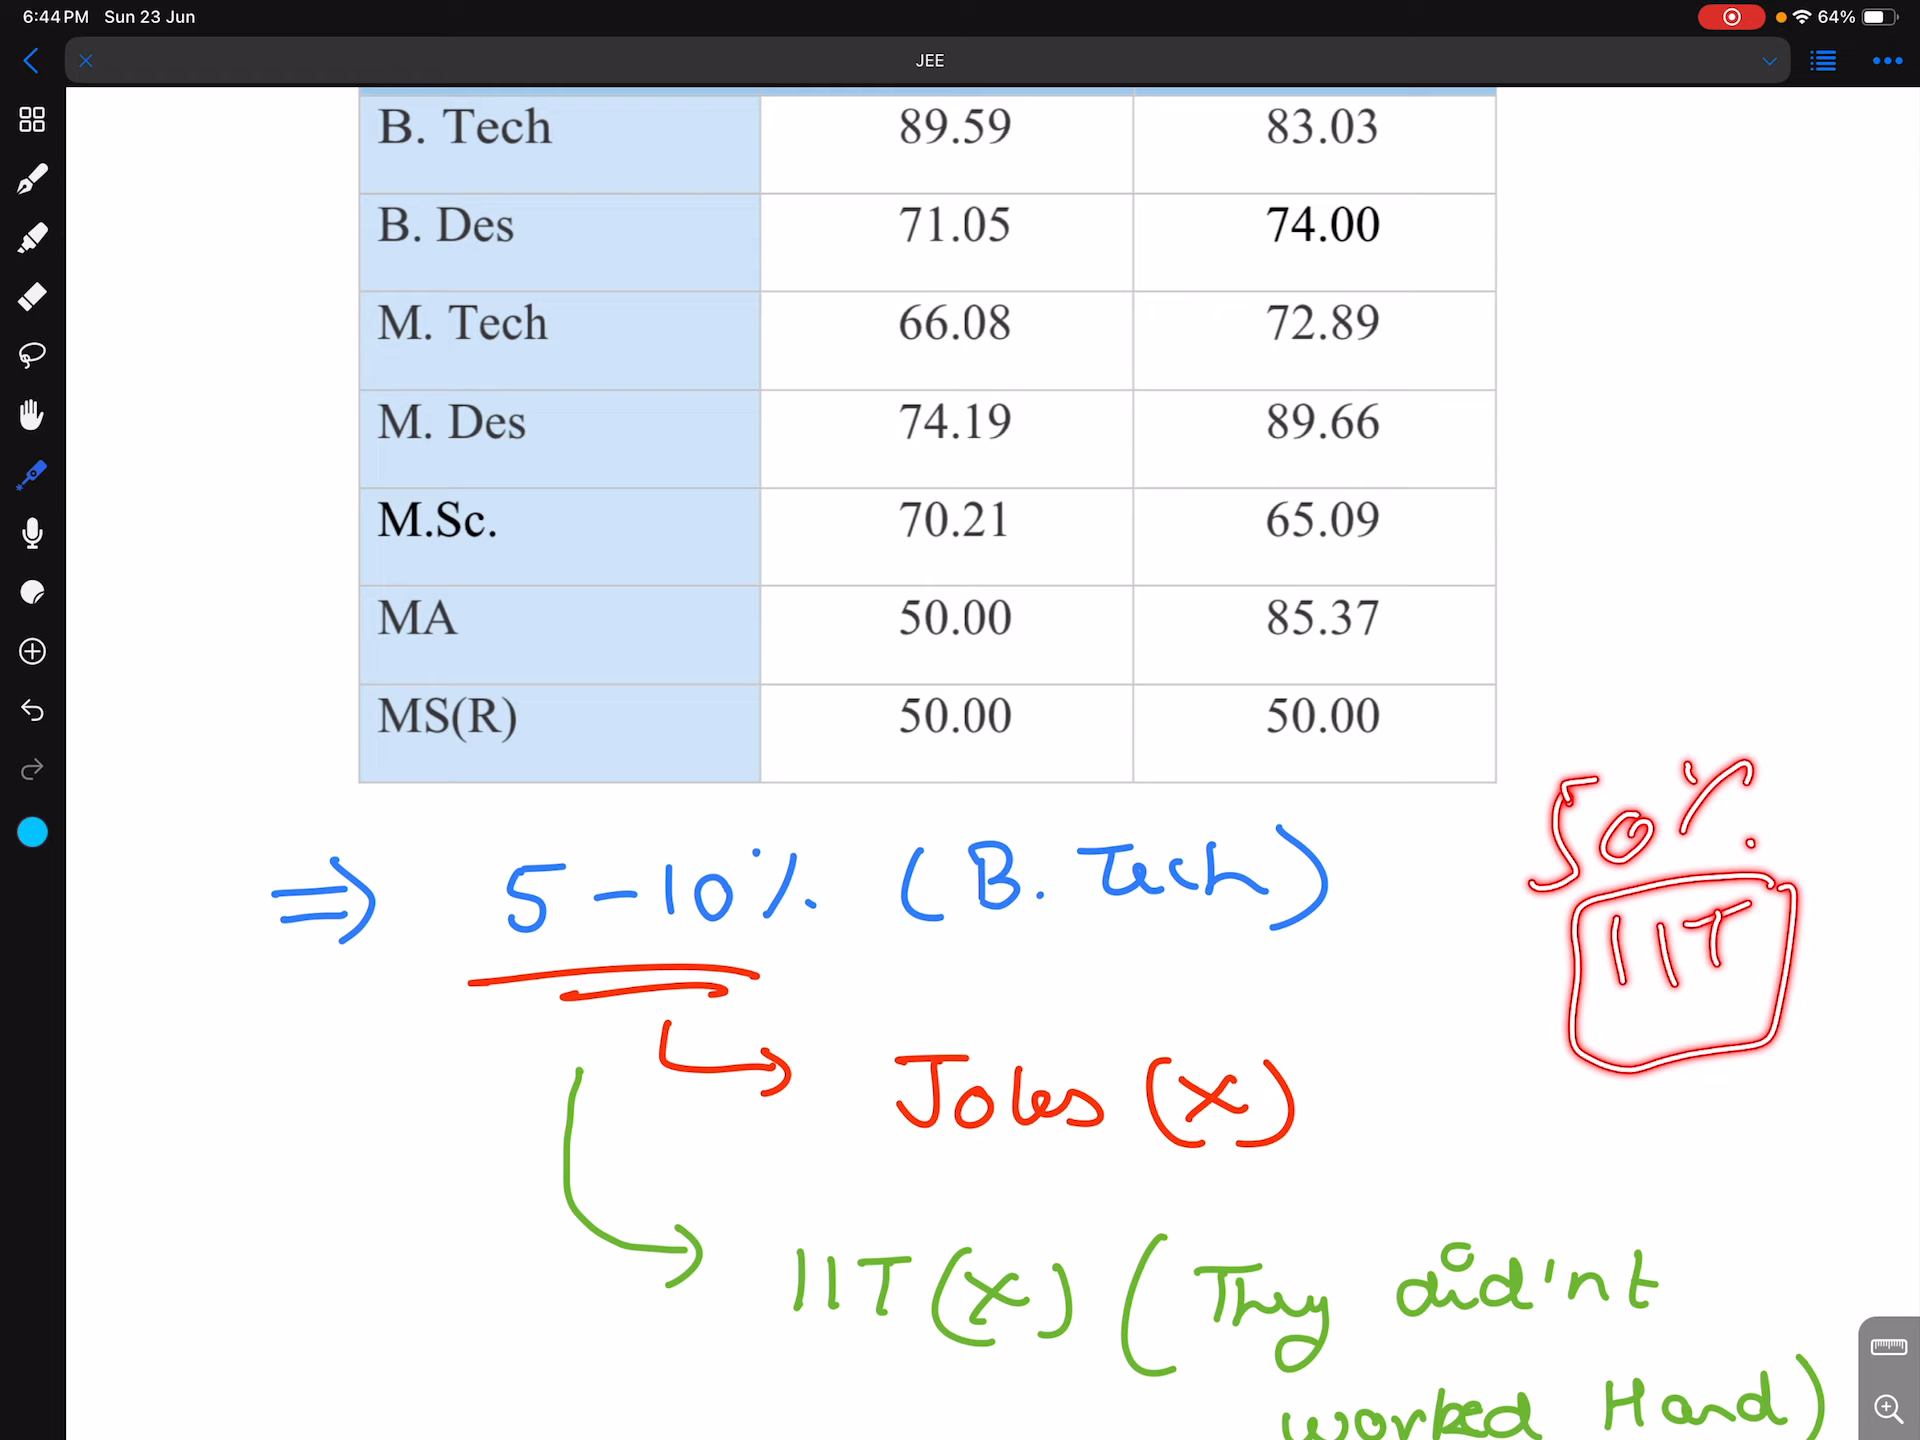 6:44 PM Sun 23 Jun 64%
JEE
B. Tech 89.59 83.03
B. Des 71.05 74.00
M. Tech 66.08 72.89
M. Des 74.19 89.66
M.Sc. 70.21 65.09
MA 50.00 85.37
MS(R) 50.00 50.00
50%.
⇒ 5-10% (B. Tech)
IIT
Jobs (x)
IIT (x) (They did'nt
worked Hard)